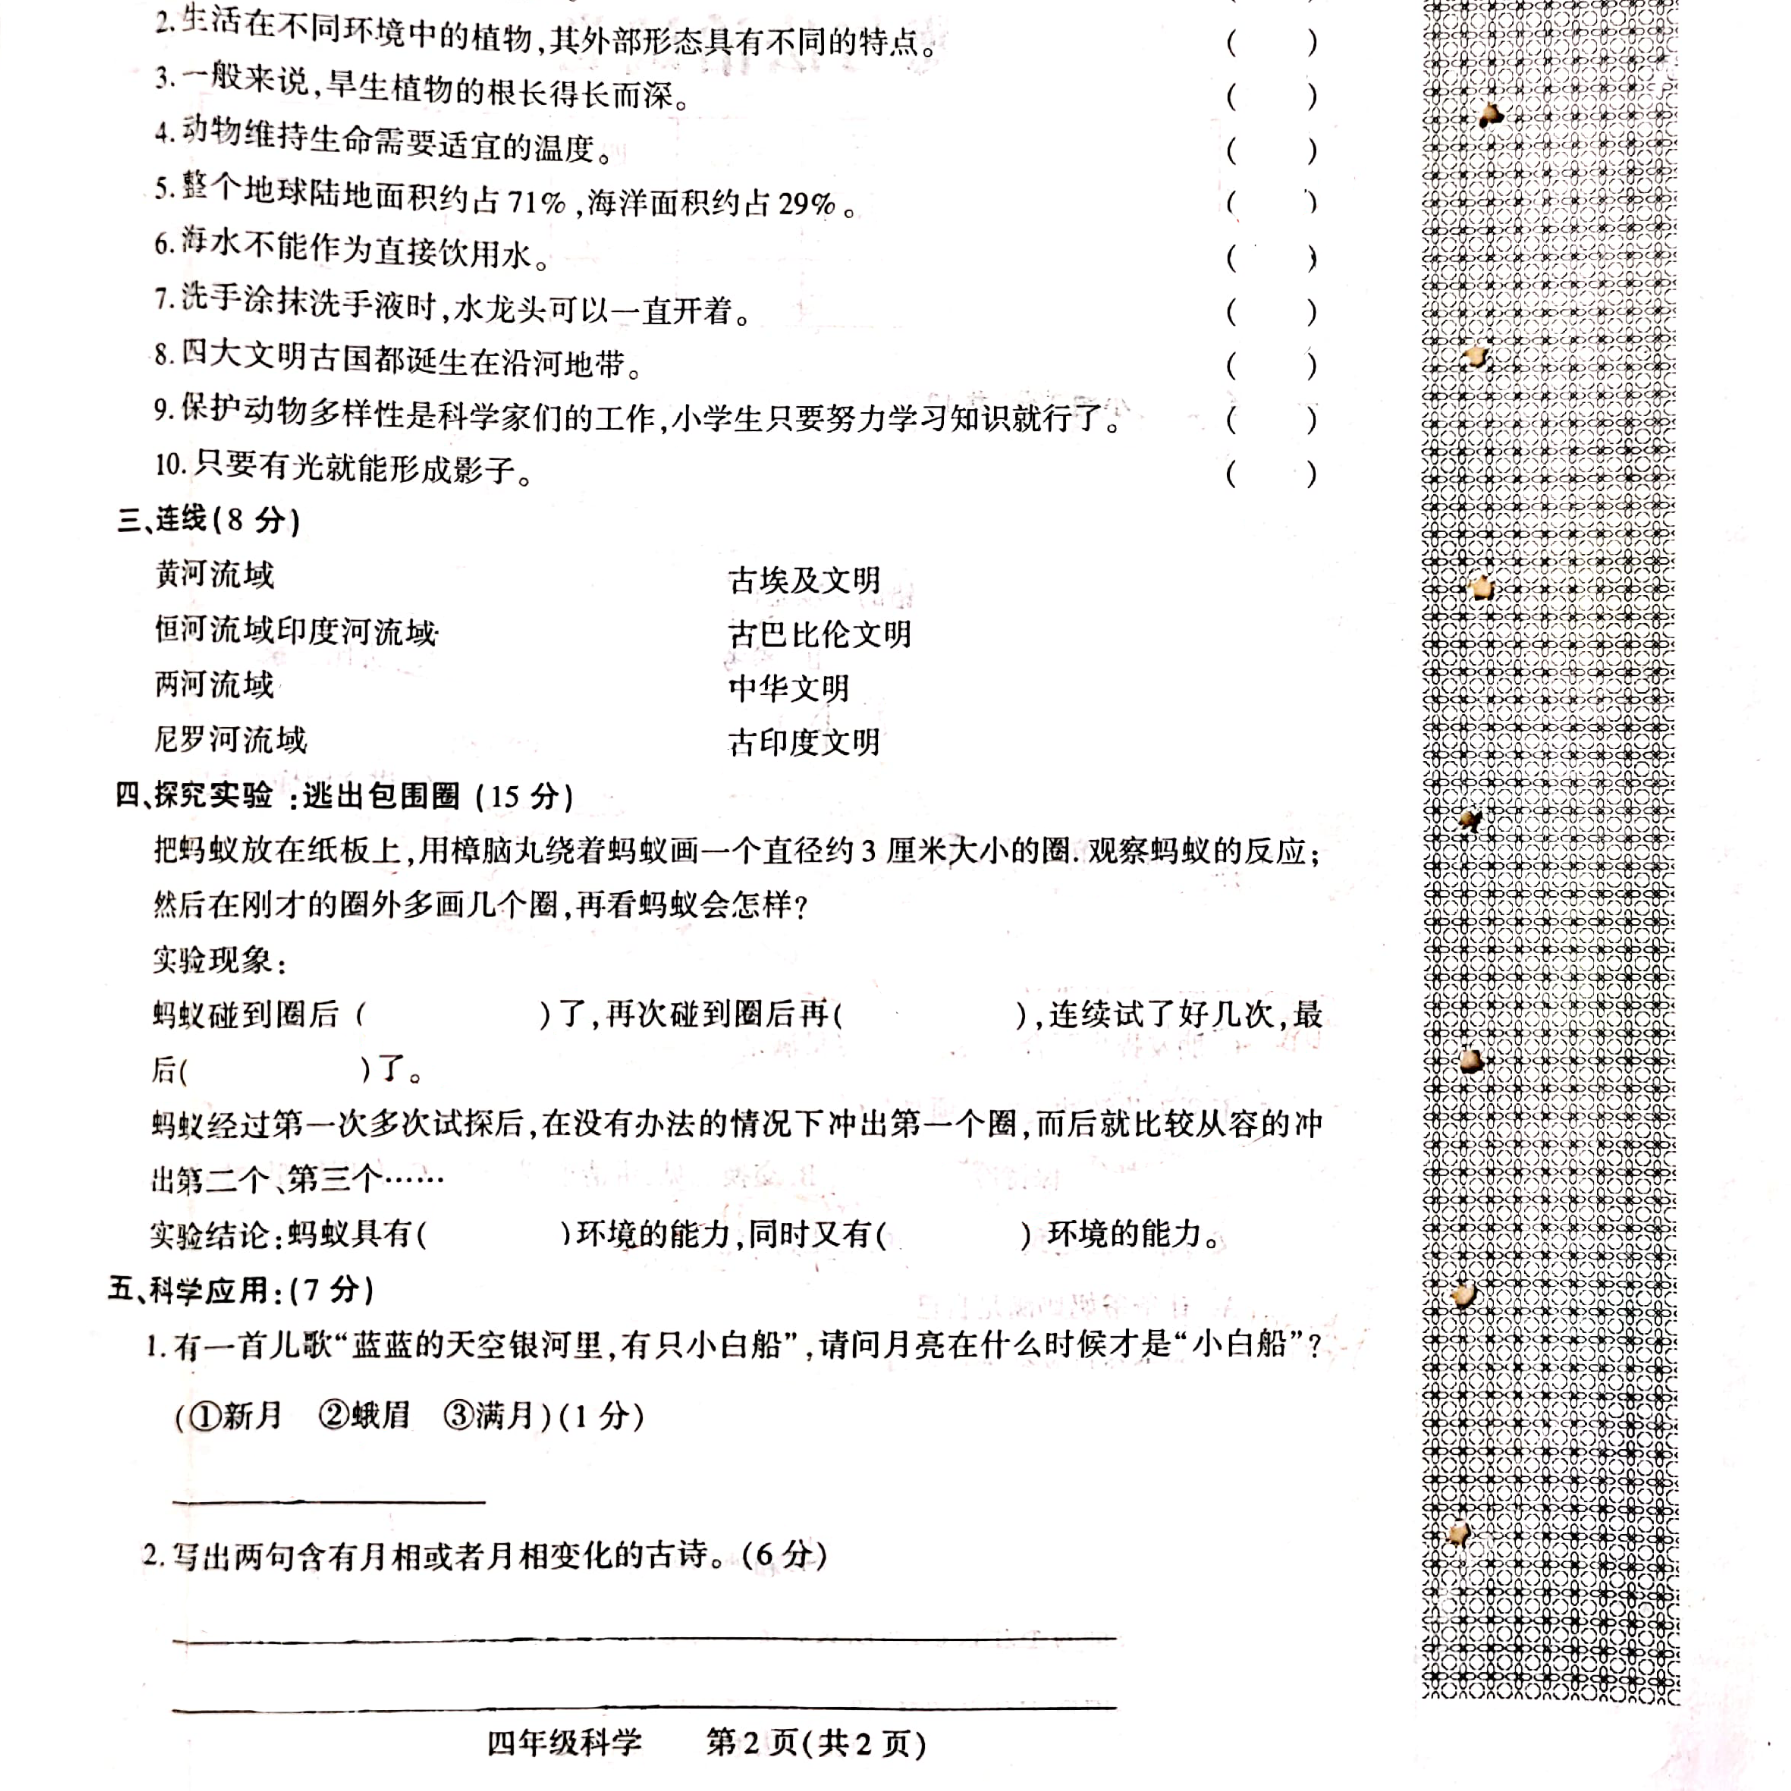 2.生活在不同环境中的植物,其外部形态具有不同的特点。 ( )
3.一般来说,旱生植物的根长得长而深。 ( )
4.动物维持生命需要适宜的温度。 ( )
5.整个地球陆地面积约占71%,海洋面积约占29%。 ( )
6.海水不能作为直接饮用水。 ( )
7.洗手涂抹洗手液时,水龙头可以一直开着。 ( )
8.四大文明古国都诞生在沿河地带。 ( )
9.保护动物多样性是科学家们的工作,小学生只要努力学习知识就行了。 ( )
10.只要有光就能形成影子。 ( )
三、连线(8 分)
黄河流域 古埃及文明
恒河流域印度河流域 古巴比伦文明
两河流域 中华文明
尼罗河流域 古印度文明
四、探究实验:逃出包围圈 (15 分)
把蚂蚁放在纸板上,用樟脑丸绕着蚂蚁画一个直径约3厘米大小的圈.观察蚂蚁的反应;
然后在刚才的圈外多画几个圈,再看蚂蚁会怎样?
实验现象:
蚂蚁碰到圈后 ( )了,再次碰到圈后再( ),连续试了好几次,最
后( )了。
蚂蚁经过第一次多次试探后,在没有办法的情况下冲出第一个圈,而后就比较从容的冲
出第二个、第三个……
实验结论:蚂蚁具有( )环境的能力,同时又有( ) 环境的能力。
五、科学应用:(7 分)
1.有一首儿歌“蓝蓝的天空银河里,有只小白船”,请问月亮在什么时候才是“小白船”?
(①新月 ②蛾眉 ③满月)(1 分)
2.写出两句含有月相或者月相变化的古诗。(6 分)
四年级科学 第2页(共2页)